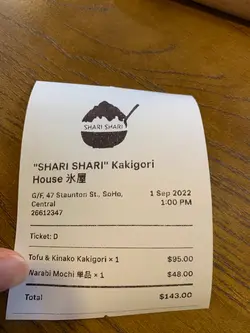 SHARI SHARI
"SHARI SHARI" Kakigori
House 氷屋
G/F, 47 Staunton St., SoHo, 1 Sep 2022
Central 1:00 PM
26612347
Ticket: D
Tofu & Kinako Kakigori × 1 $95.00
Warabi Mochi 単品 × 1 $48.00
Total $143.00